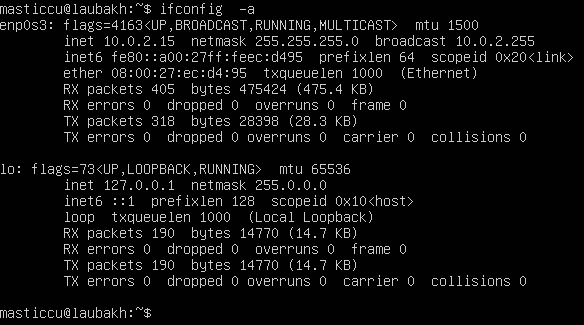 masticcu@laubakh:~$ ifconfig  -a
enp0s3: flags=4163<UP,BROADCAST,RUNNING,MULTICAST>  mtu 1500
        inet 10.0.2.15  netmask 255.255.255.0  broadcast 10.0.2.255
        inet6 fe80::a00:27ff:feec:d495  prefixlen 64  scopeid 0x20<link>
        ether 08:00:27:ec:d4:95  txqueuelen 1000  (Ethernet)
        RX packets 405  bytes 475424 (475.4 KB)
        RX errors 0  dropped 0  overruns 0  frame 0
        TX packets 318  bytes 28398 (28.3 KB)
        TX errors 0  dropped 0 overruns 0  carrier 0  collisions 0

lo: flags=73<UP,LOOPBACK,RUNNING>  mtu 65536
        inet 127.0.0.1  netmask 255.0.0.0
        inet6 ::1  prefixlen 128  scopeid 0x10<host>
        loop  txqueuelen 1000  (Local Loopback)
        RX packets 190  bytes 14770 (14.7 KB)
        RX errors 0  dropped 0  overruns 0  frame 0
        TX packets 190  bytes 14770 (14.7 KB)
        TX errors 0  dropped 0 overruns 0  carrier 0  collisions 0

masticcu@laubakh:~$